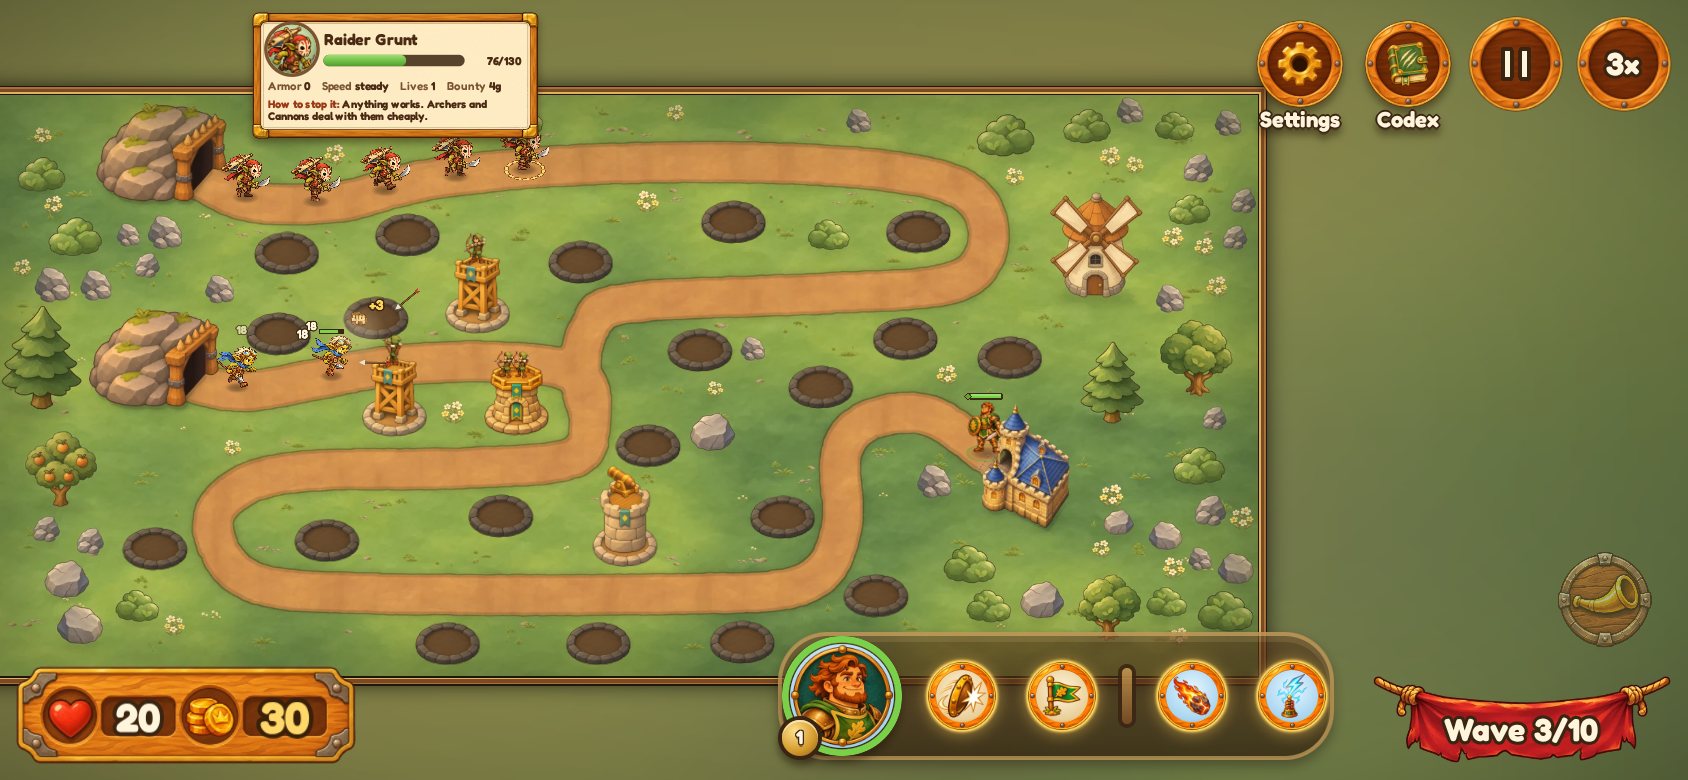 Raider Grunt
76/130
Armor 0 Speed steady Lives 1 Bounty 4g
How to stop it: Anything works. Archers and
Cannons deal with them cheaply.
3x
Settings
Codex
+3
44
18
18
18
20
30
1
Wave 3/10